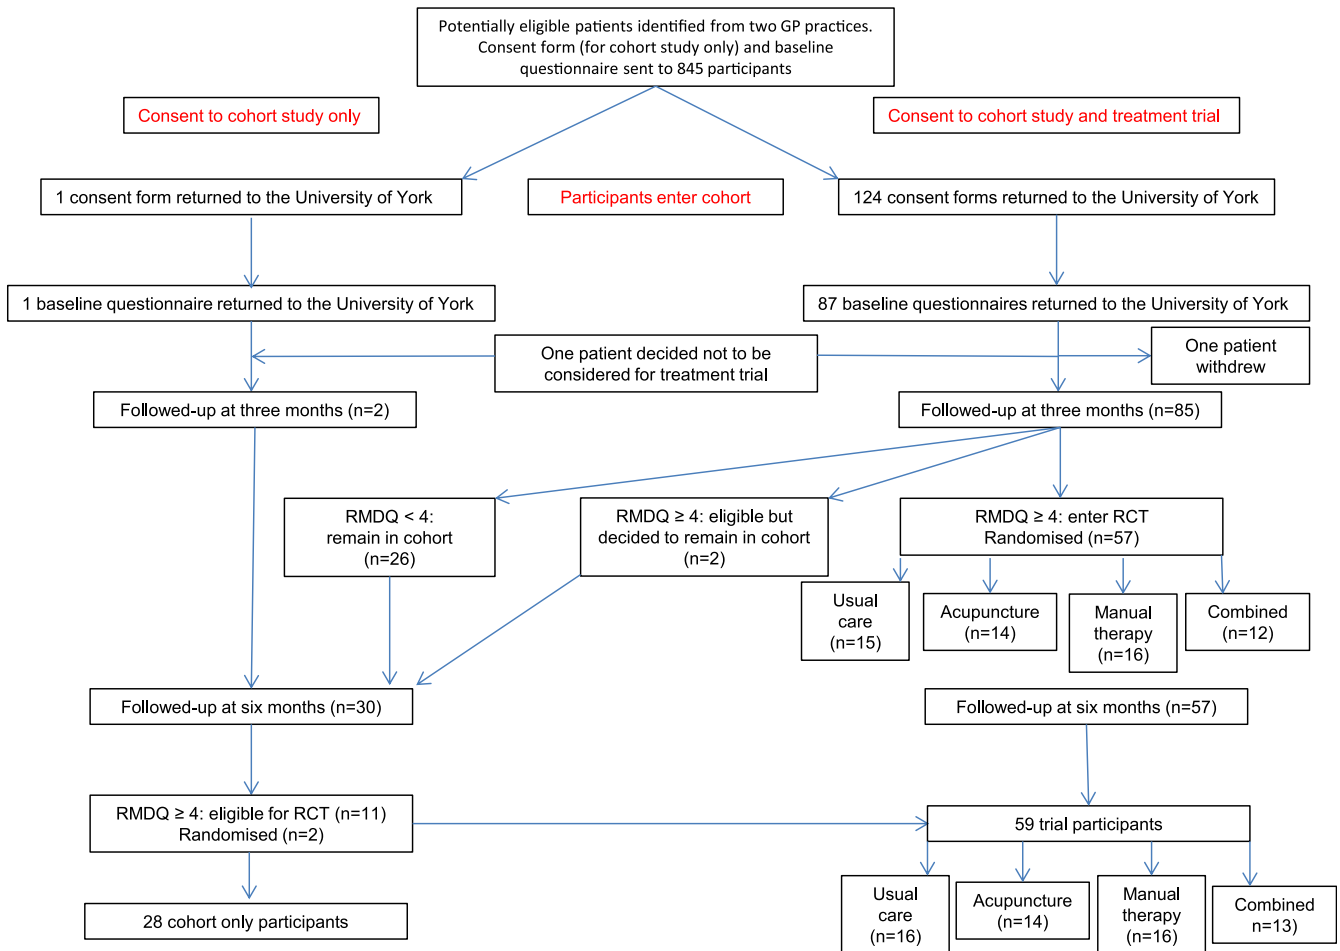 Potentially eligible patients identified from two GP practices.
Consent form (for cohort study only) and baseline
questionnaire sent to 845 participants
Consent to cohort study only
Consent to cohort study and treatment trial
1 consent form returned to the University of York
Participants enter cohort
124 consent forms returned to the University of York
1 baseline questionnaire returned to the University of York
87 baseline questionnaires returned to the University of York
One patient decided not to be
considered for treatment trial
One patient
withdrew
Followed-up at three months (n=2)
Followed-up at three months (n=85)
RMDQ < 4:
remain in cohort
(n=26)
RMDQ ≥ 4: eligible but
decided to remain in cohort
(n=2)
RMDQ ≥ 4: enter RCT
Randomised (n=57)
Usual
care
(n=15)
Acupuncture
(n=14)
Manual
therapy
(n=16)
Combined
(n=12)
Followed-up at six months (n=30)
Followed-up at six months (n=57)
RMDQ ≥ 4: eligible for RCT (n=11)
Randomised (n=2)
59 trial participants
28 cohort only participants
Usual
care
(n=16)
Acupuncture
(n=14)
Manual
therapy
(n=16)
Combined
(n=13)